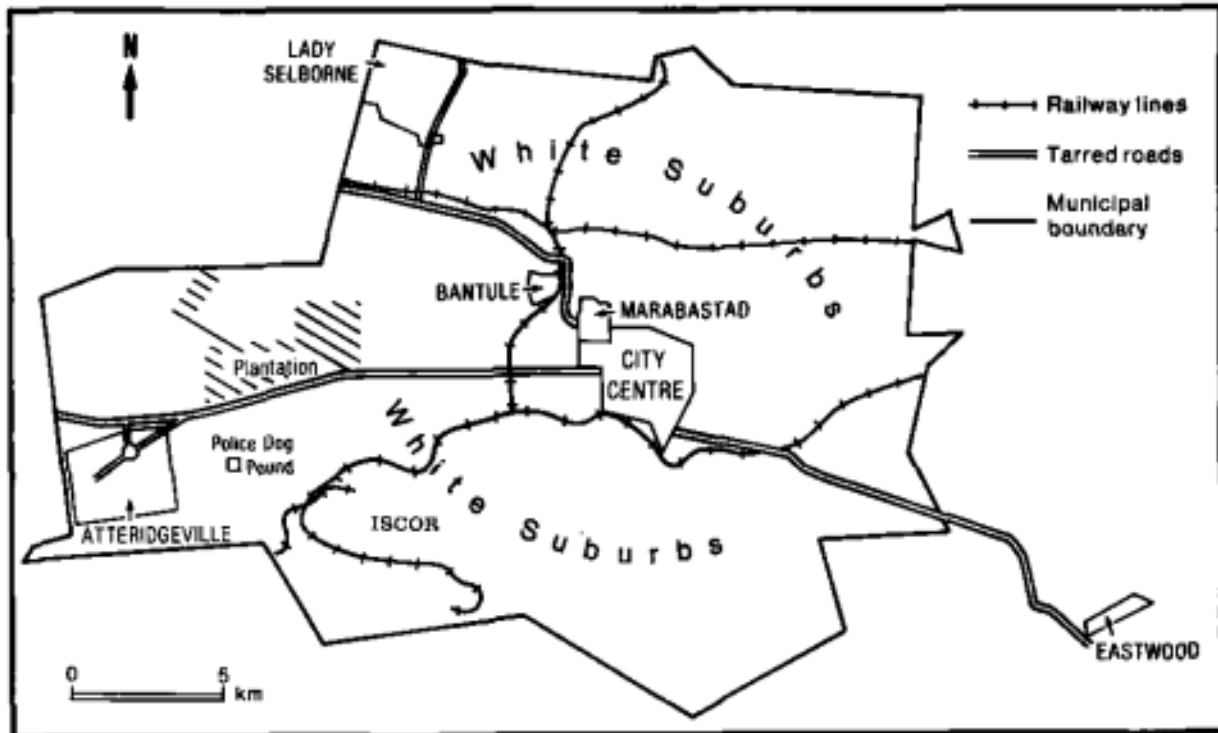 N
LADY
SELBORNE
Railway lines
Tarred roads
Municipal
boundary
White Suburbs
BANTULE
MARABASTAD
CITY
CENTRE
Plantation
White Suburbs
Police Dog
Pound
ATTERIDGEVILLE
ISCOR
EASTWOOD
0 5
km